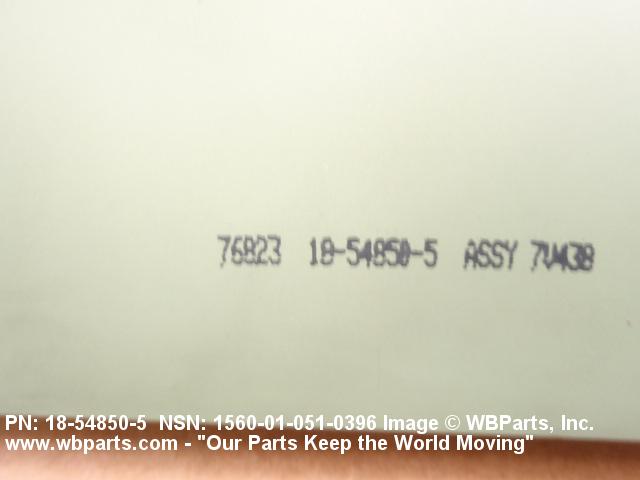 76823 18-54850-5 ASSY 7V438
PN: 18-54850-5 NSN: 1560-01-051-0396 Image © WBParts, Inc.
www.wbparts.com - "Our Parts Keep the World Moving"